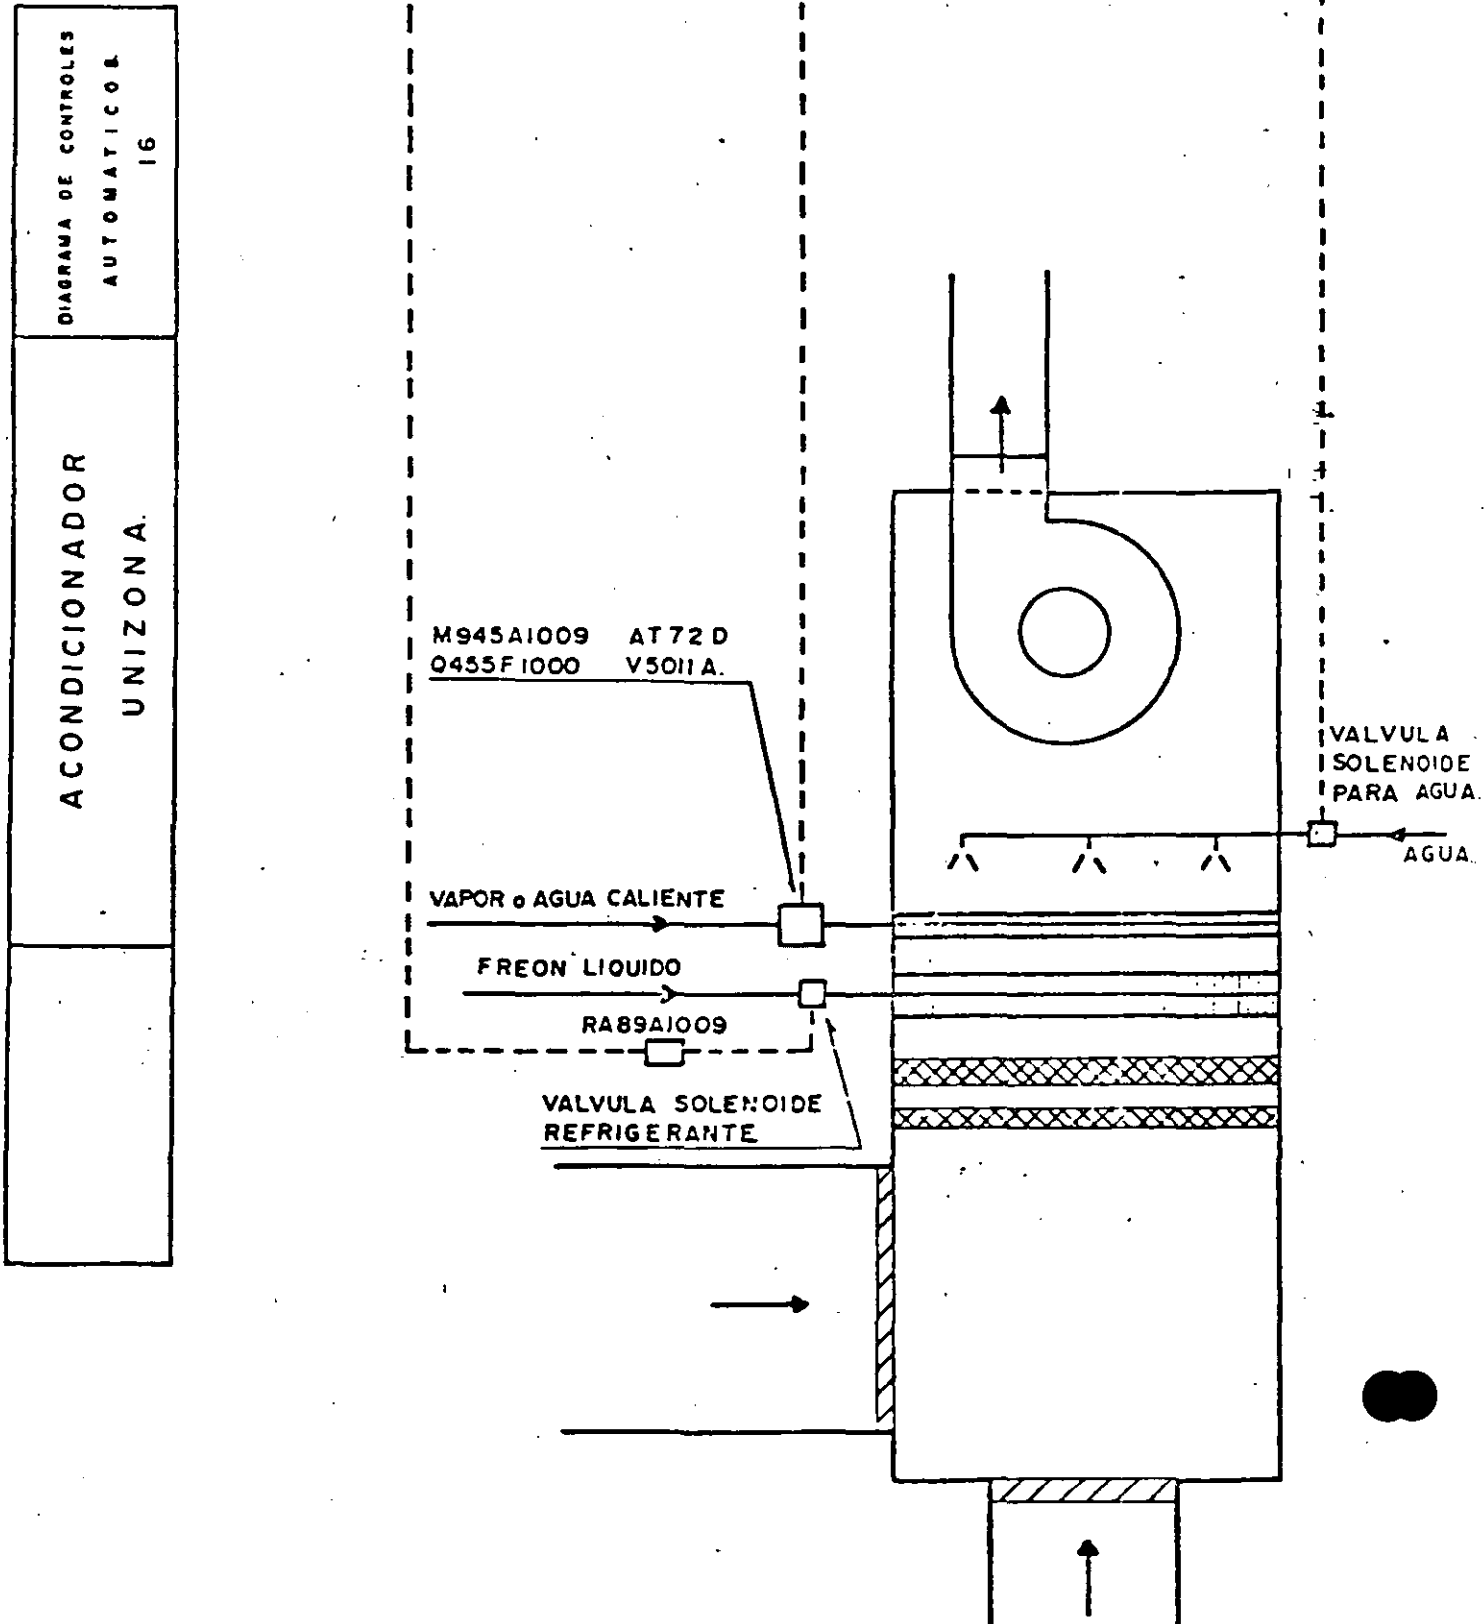 DIAGRAMA DE CONTROLES
AUTOMATICOS
16
ACONDICIONADOR
UNIZONA.
M945A1009 AT72D
Q455F1000 V5011A.
VALVULA
SOLENOIDE
PARA AGUA.
AGUA.
VAPOR o AGUA CALIENTE
FREON LIQUIDO
RA89A1009
VALVULA SOLENOIDE
REFRIGERANTE